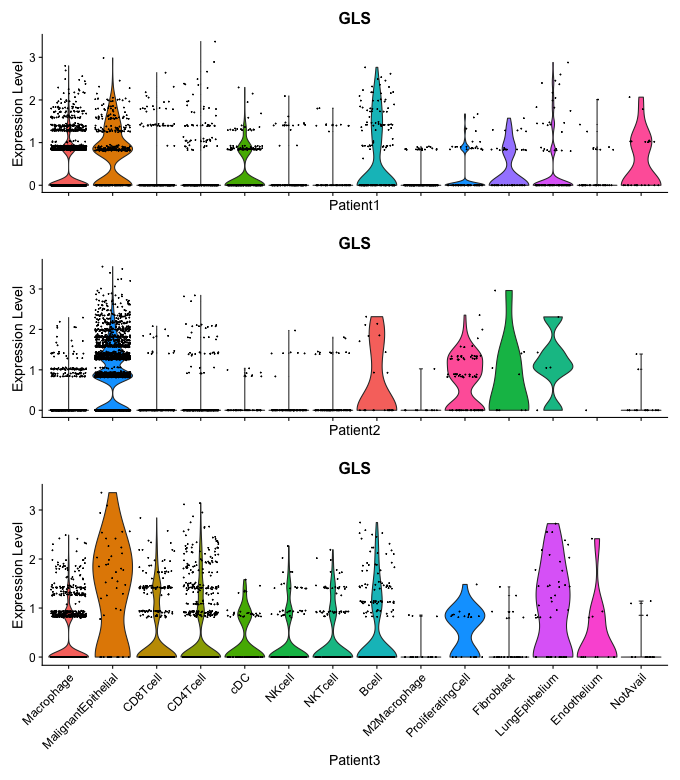 GLS
Expression Level
3
2
1
0
Patient1
GLS
Expression Level
3
2
1
0
Patient2
GLS
Expression Level
3
2
1
0
Macrophage
MalignantEpithelial
CD8Tcell
CD4Tcell
cDC
NKcell
NKTcell
Bcell
M2Macrophage
ProliferatingCell
Fibroblast
LungEpithelium
Endothelium
NotAvail
Patient3